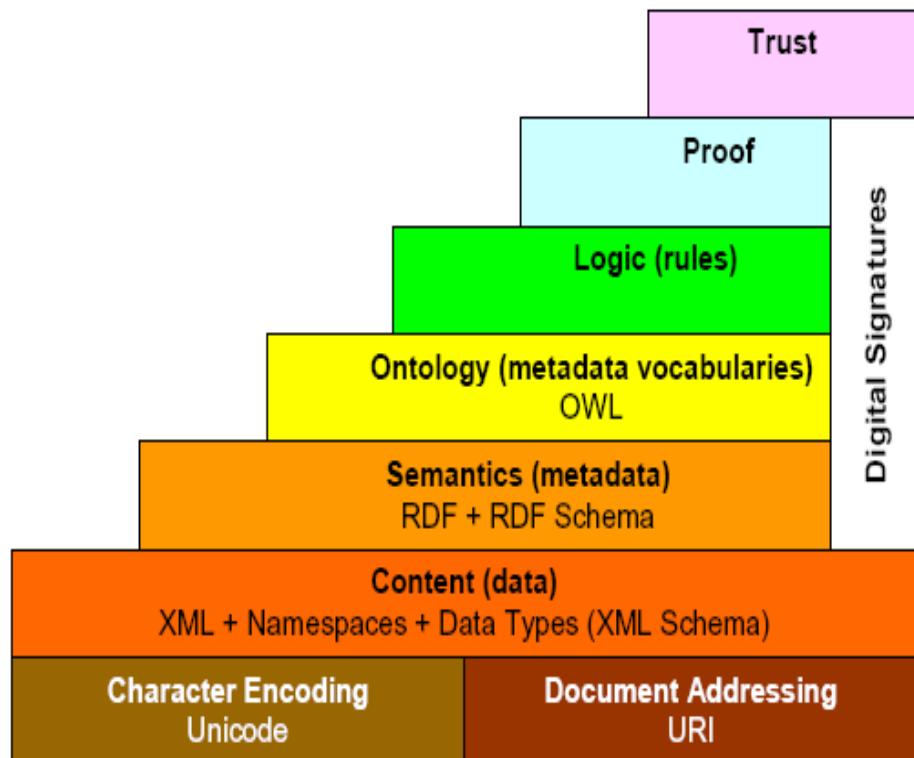 Trust
Proof
Logic (rules)
Ontology (metadata vocabularies)
OWL
Semantics (metadata)
RDF + RDF Schema
Digital Signatures
Content (data)
XML + Namespaces + Data Types (XML Schema)
Character Encoding
Unicode
Document Addressing
URI